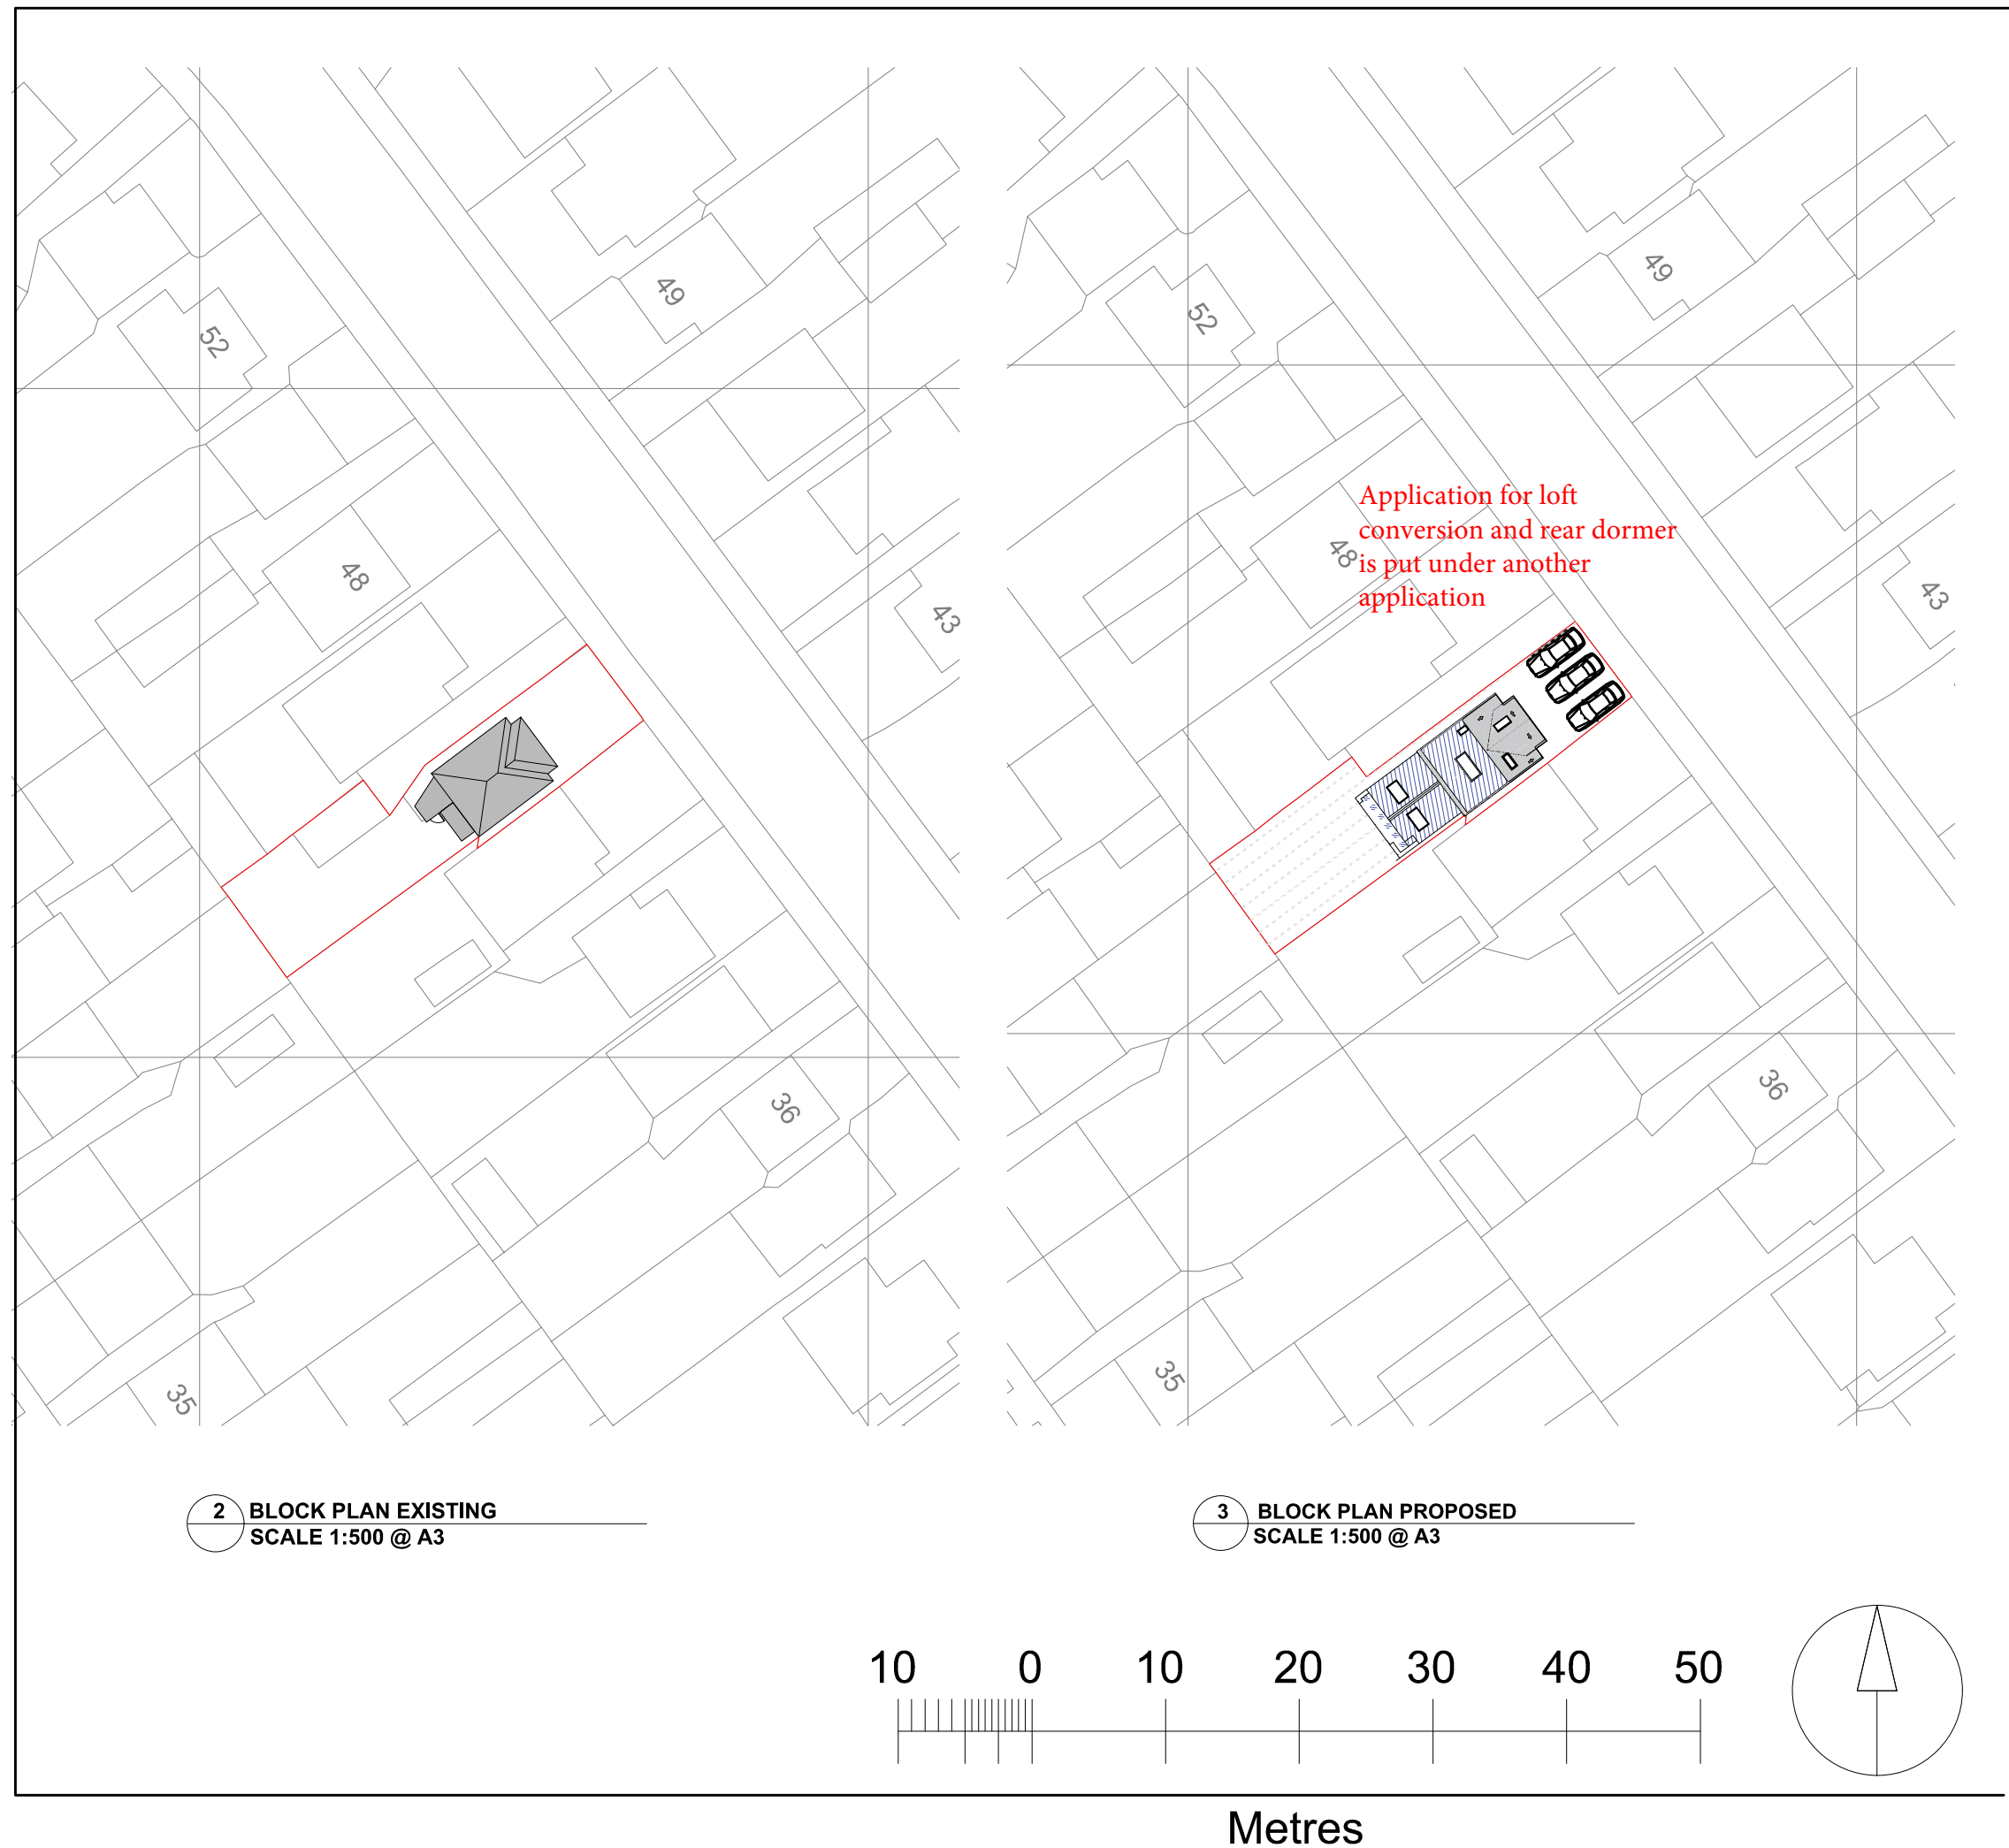 52
49
48
43
36
35
52
49
Application for loft
conversion and rear dormer
is put under another
application
48
43
36
35
2 BLOCK PLAN EXISTING
SCALE 1:500 @ A3
3 BLOCK PLAN PROPOSED
SCALE 1:500 @ A3
10 0 10 20 30 40 50
Metres